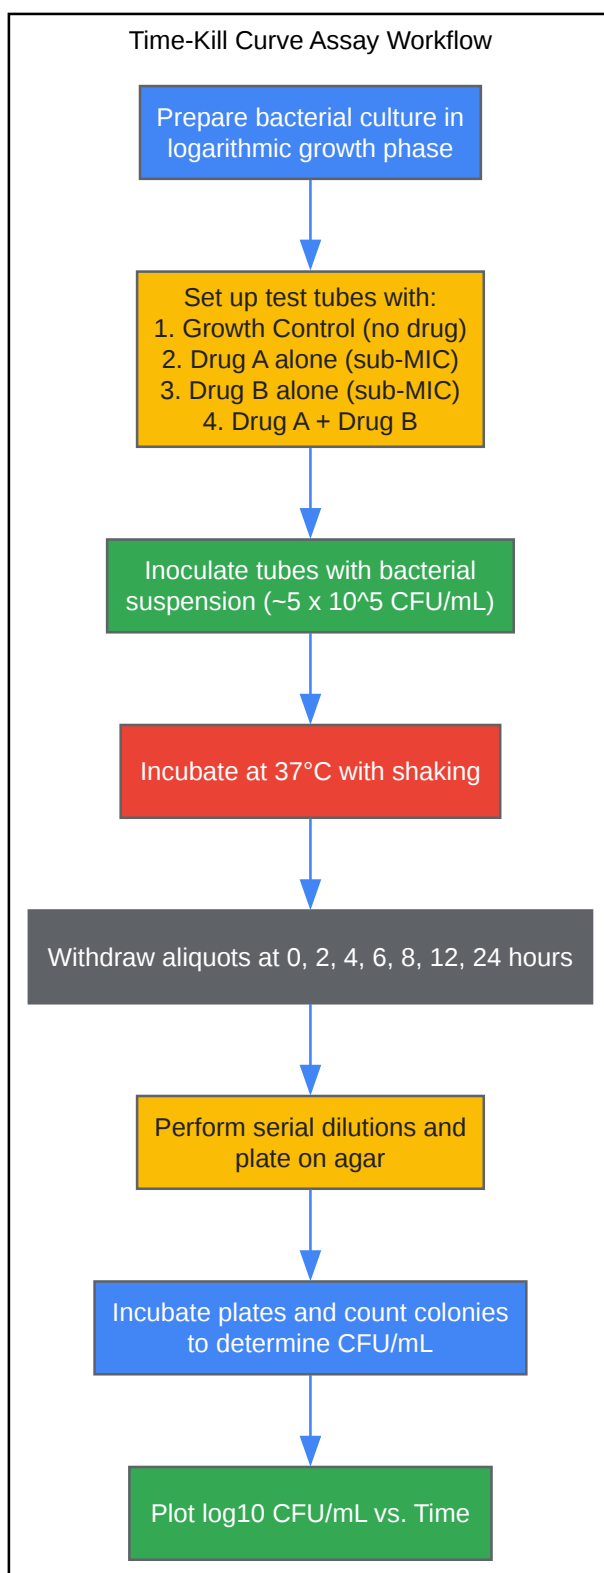 Time-Kill Curve Assay Workflow
Prepare bacterial culture in
logarithmic growth phase
Set up test tubes with:
1. Growth Control (no drug)
2. Drug A alone (sub-MIC)
3. Drug B alone (sub-MIC)
4. Drug A + Drug B
Inoculate tubes with bacterial
suspension (~5 x 10^5 CFU/mL)
Incubate at 37°C with shaking
Withdraw aliquots at 0, 2, 4, 6, 8, 12, 24 hours
Perform serial dilutions and
plate on agar
Incubate plates and count colonies
to determine CFU/mL
Plot log10 CFU/mL vs. Time